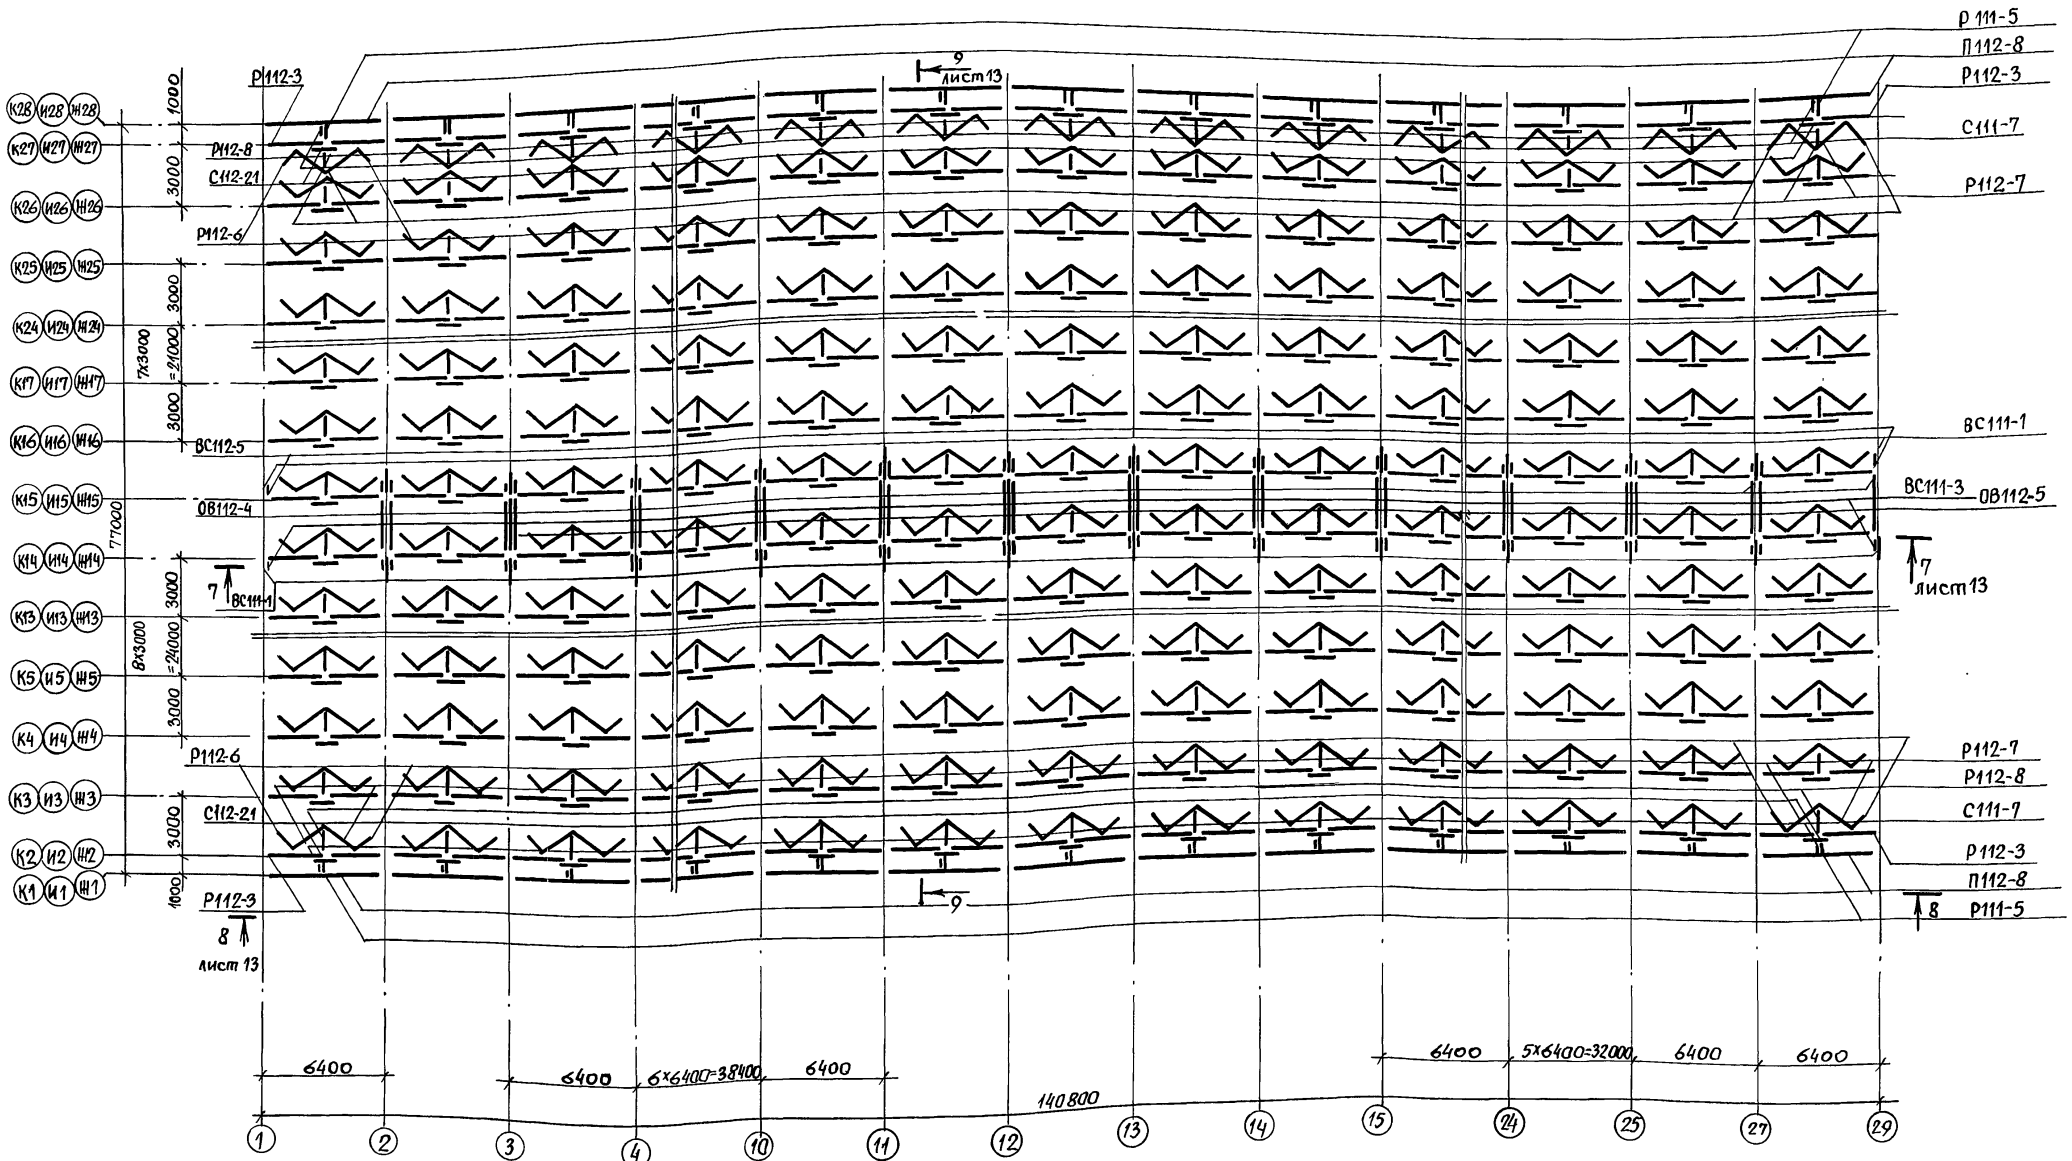 Р 111-5
П112-8
Р112-3
9
лист 13
Р112-3
1000
К28 И28 Ж28
К27 И27 Ж27
С111-7
Р112-8
3000
С112-21
Р112-7
К26 И26 Ж26
Р112-6
К25 И25 Ж25
3000
К24 И24 Ж24
7х3000
=21000
К17 И17 Ж17
3000
К16 И16 Ж16
ВС111-1
ВС112-5
ВС111-3 ОВ112-5
К15 И15 Ж15
ОВ112-4
77000
К14 И14 Ж14
7
лист 13
7
ВС111-1
3000
К13 И13 Ж13
8х3000
=24000
К5 И5 Ж5
3000
К4 И4 Ж4
Р112-7
Р112-6
Р112-8
К3 И3 Ж3
С111-7
С112-21
3000
Р112-3
К2 И2 Ж2
П112-8
К1 И1 Ж1
1000
Р112-3
9
8
Р111-5
8
лист 13
6400
6400
6×6400=38400
6400
6400
5×6400=32000
6400
6400
140 800
1 2 3 4 10 11 12 13 14 15 24 25 27 29